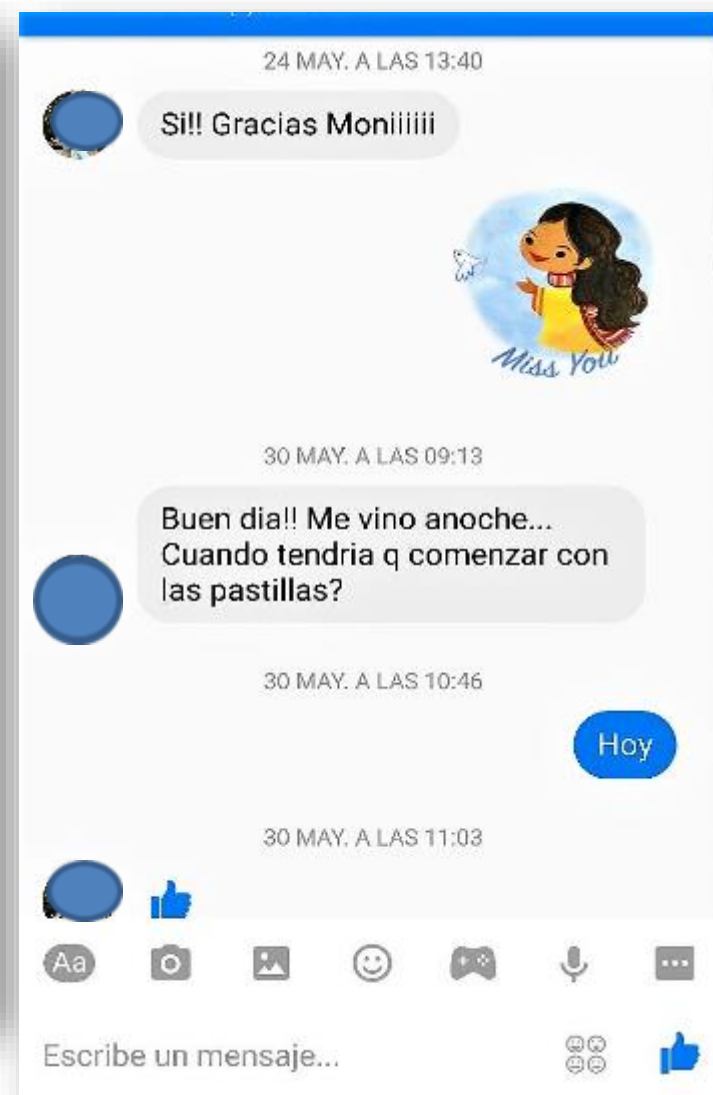 24 MAY. A LAS 13:40
Si!! Gracias Moniiiiii
Miss You
30 MAY. A LAS 09:13
Buen dia!! Me vino anoche...
Cuando tendria q comenzar con
las pastillas?
30 MAY. A LAS 10:46
Hoy
30 MAY. A LAS 11:03
Aa
Escribe un mensaje...